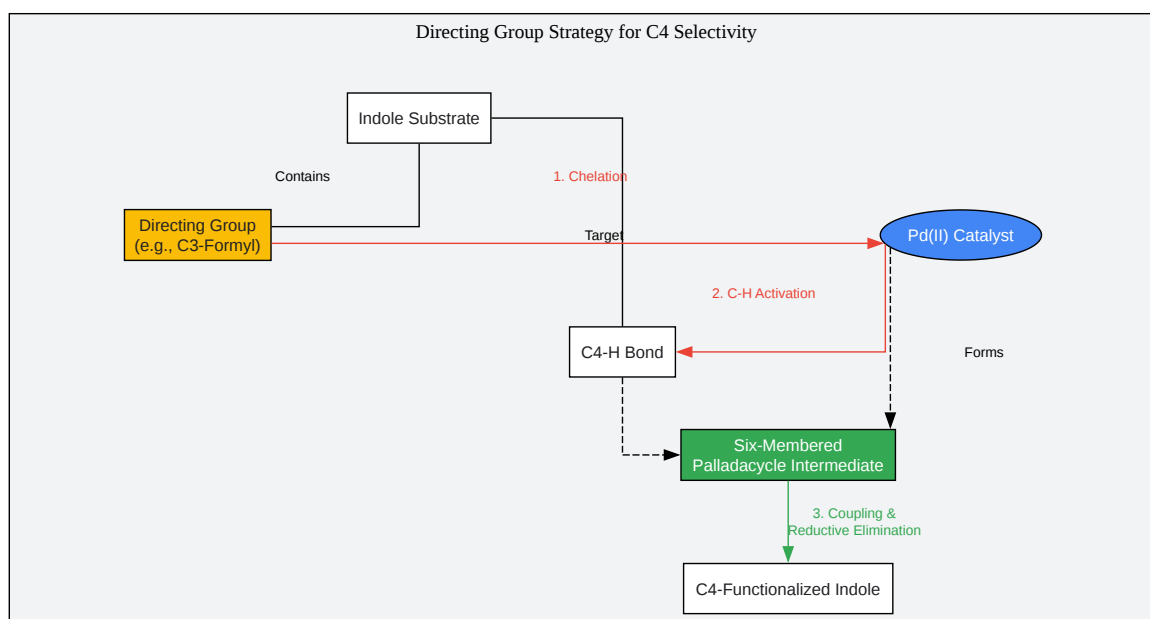 Directing Group Strategy for C4 Selectivity
Indole Substrate
Contains
1. Chelation
Directing Group
(e.g., C3-Formyl)
Target
Pd(II) Catalyst
2. C-H Activation
C4-H Bond
Forms
Six-Membered
Palladacycle Intermediate
3. Coupling &
Reductive Elimination
C4-Functionalized Indole